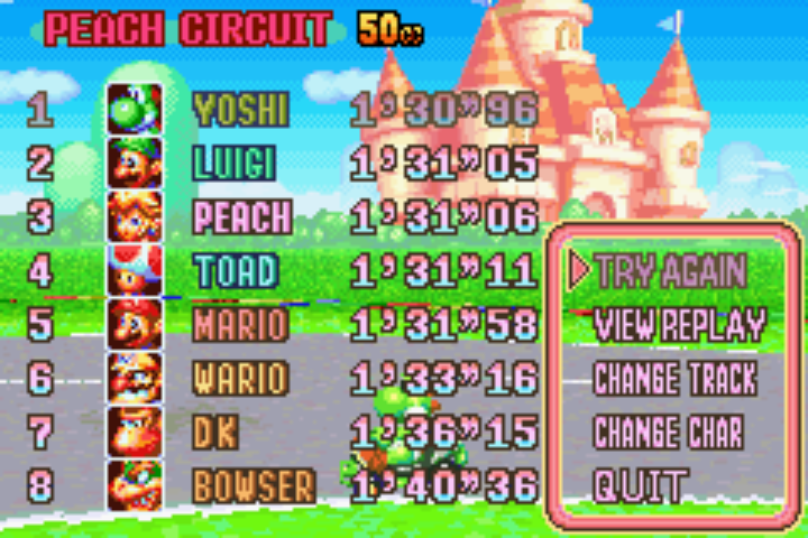 PEACH CIRCUIT 50cc
1 YOSHI 1'30"96
2 LUIGI 1'31"05
3 PEACH 1'31"06
4 TOAD 1'31"11
5 MARIO 1'31"58
6 WARIO 1'33"16
7 DK 1'36"15
8 BOWSER 1'40"36
TRY AGAIN
VIEW REPLAY
CHANGE TRACK
CHANGE CHAR
QUIT